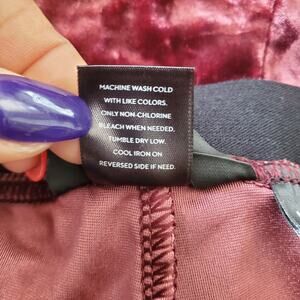 MACHINE WASH COLD
WITH LIKE COLORS.
ONLY NON-CHLORINE
BLEACH WHEN NEEDED.
TUMBLE DRY LOW.
COOL IRON ON
REVERSED SIDE IF NEED.